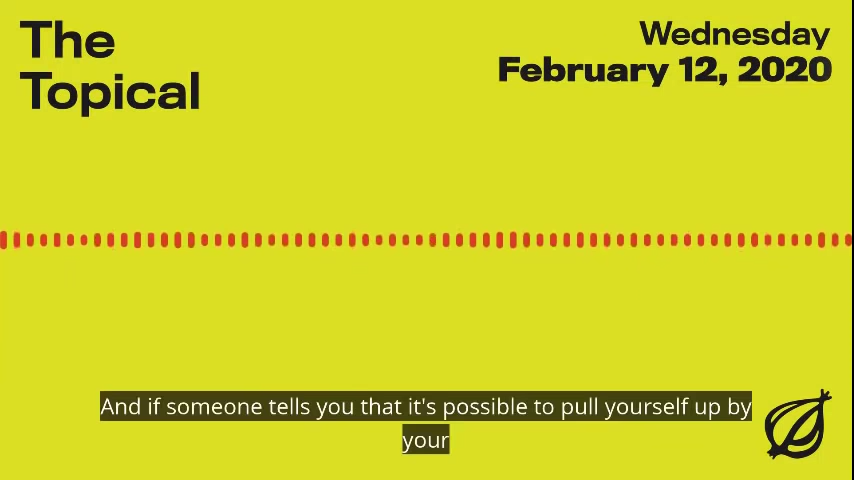 The
Topical
Wednesday
February 12, 2020
And if someone tells you that it's possible to pull yourself up by
your